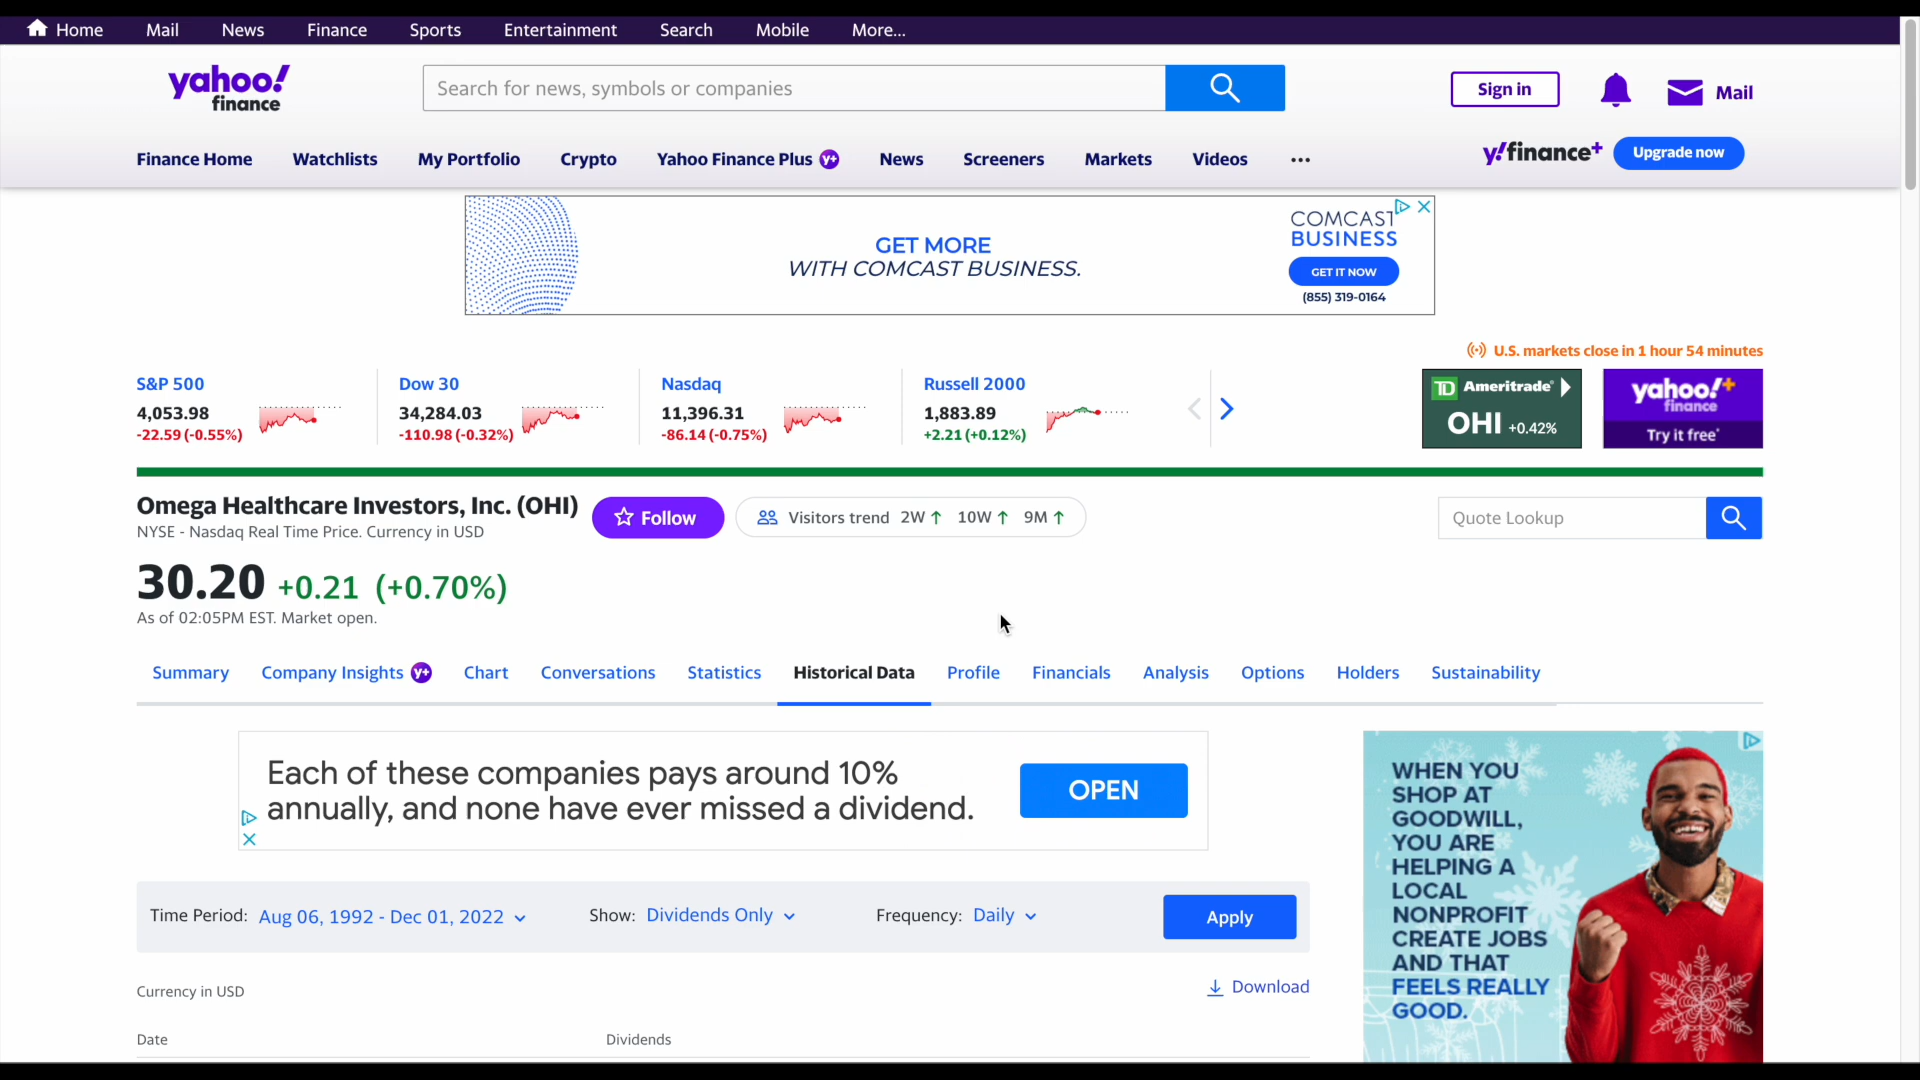 Home Mail News Finance Sports Entertainment Search Mobile More...
yahoo!
finance
Search for news, symbols or companies
Sign in
Mail
Finance Home Watchlists My Portfolio Crypto Yahoo Finance Plus y+ News Screeners Markets Videos ...
y!finance+ Upgrade now
GET MORE
WITH COMCAST BUSINESS.
COMCAST
BUSINESS
GET IT NOW
(855) 319-0164
U.S. markets close in 1 hour 54 minutes
S&P 500
4,053.98
-22.59 (-0.55%)
Dow 30
34,284.03
-110.98 (-0.32%)
Nasdaq
11,396.31
-86.14 (-0.75%)
Russell 2000
1,883.89
+2.21 (+0.12%)
TD Ameritrade®
OHI +0.42%
yahoo!+
finance
Try it free*
Omega Healthcare Investors, Inc. (OHI)
NYSE - Nasdaq Real Time Price. Currency in USD
Follow
Visitors trend 2W ↑ 10W ↑ 9M ↑
Quote Lookup
30.20 +0.21 (+0.70%)
As of 02:05PM EST. Market open.
Summary Company Insights y+ Chart Conversations Statistics Historical Data Profile Financials Analysis Options Holders Sustainability
Each of these companies pays around 10%
annually, and none have ever missed a dividend.
OPEN
WHEN YOU
SHOP AT
GOODWILL,
YOU ARE
HELPING A
LOCAL
NONPROFIT
CREATE JOBS
AND THAT
FEELS REALLY
GOOD.
Time Period: Aug 06, 1992 - Dec 01, 2022 Show: Dividends Only Frequency: Daily Apply
Currency in USD
Download
Date Dividends